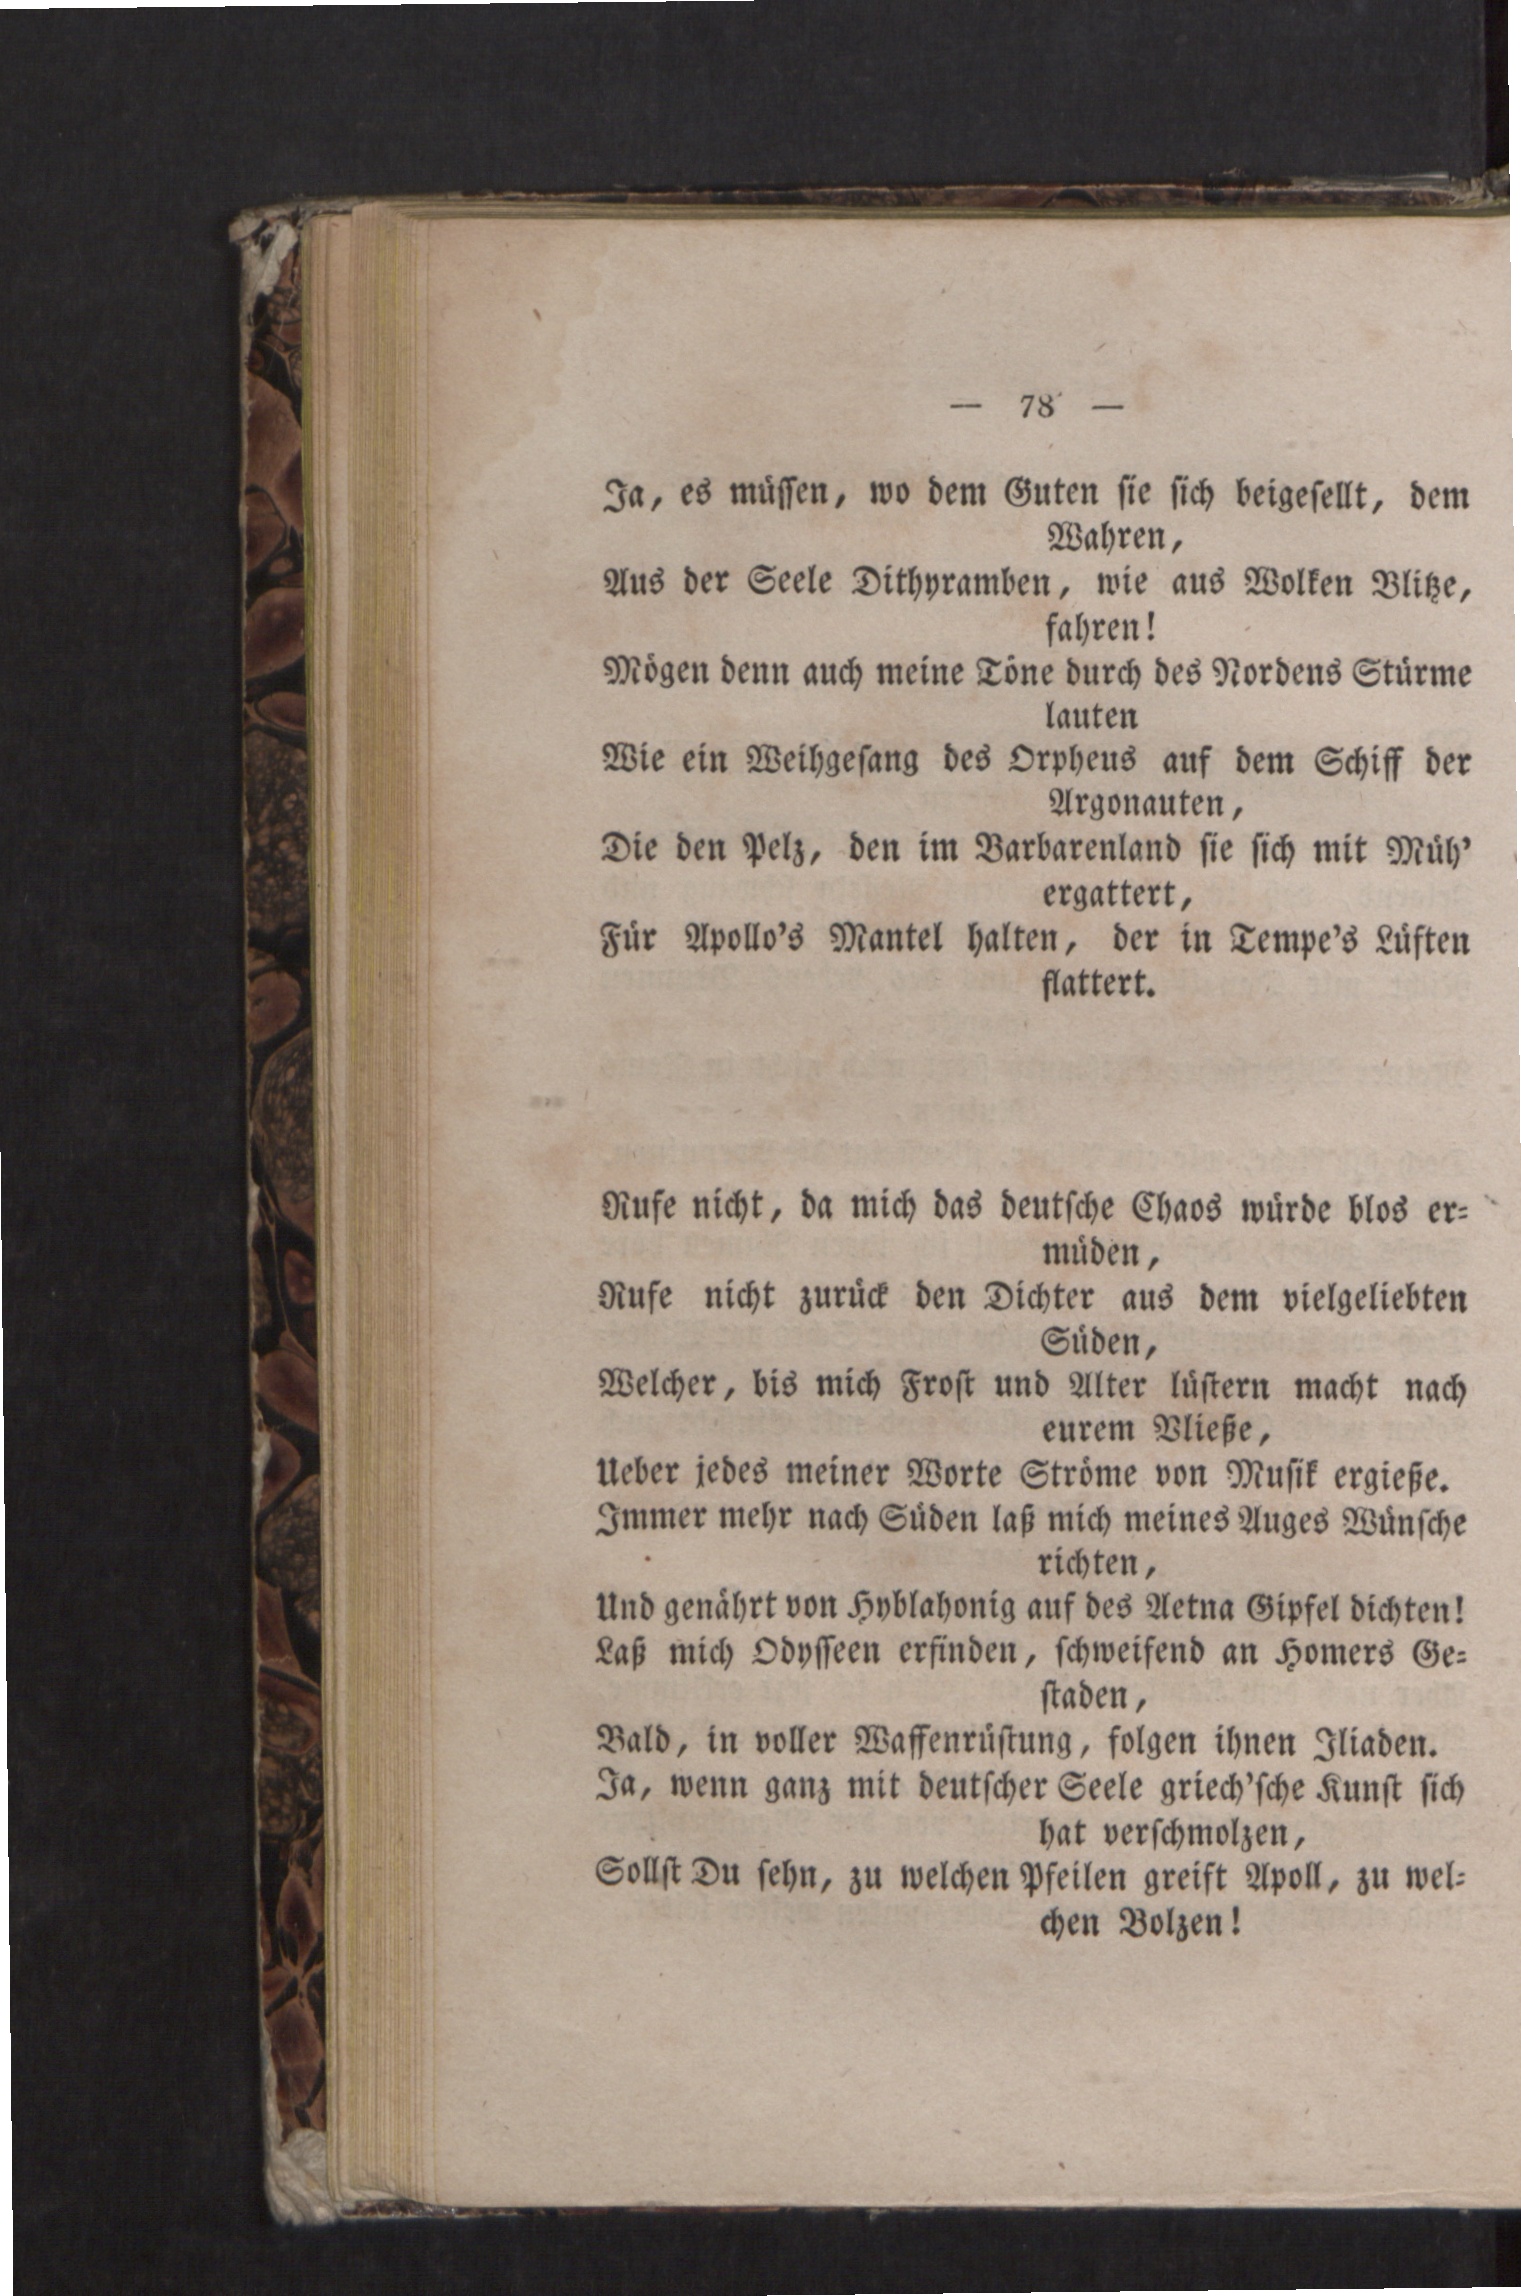 — 78 —
Ja, es müssen, wo dem Guten sie sich beigesellt, dem
Wahren,
Aus der Seele Dithyramben, wie aus Wolken Blitze,
fahren!
Mögen denn auch meine Töne durch des Nordens Stürme
lauten
Wie ein Weihgesang des Orpheus auf dem Schiff der
Argonauten,
Die den Pelz, den im Barbarenland sie sich mit Müh'
ergattert,
Für Apollo's Mantel halten, der in Tempe's Lüften
flattert.
Rufe nicht, da mich das deutsche Chaos würde blos er-
müden,
Rufe nicht zurück den Dichter aus dem vielgeliebten
Süden,
Welcher, bis mich Frost und Alter lüstern macht nach
eurem Vließe,
Ueber jedes meiner Worte Ströme von Musik ergieße.
Immer mehr nach Süden laß mich meines Auges Wünsche
richten,
Und genährt von Hyblahonig auf des Aetna Gipfel dichten!
Laß mich Odysseen erfinden, schweifend an Homers Ge-
staden,
Bald, in voller Waffenrüstung, folgen ihnen Iliaden.
Ja, wenn ganz mit deutscher Seele griech'sche Kunst sich
hat verschmolzen,
Sollst Du sehn, zu welchen Pfeilen greift Apoll, zu wel-
chen Bolzen!